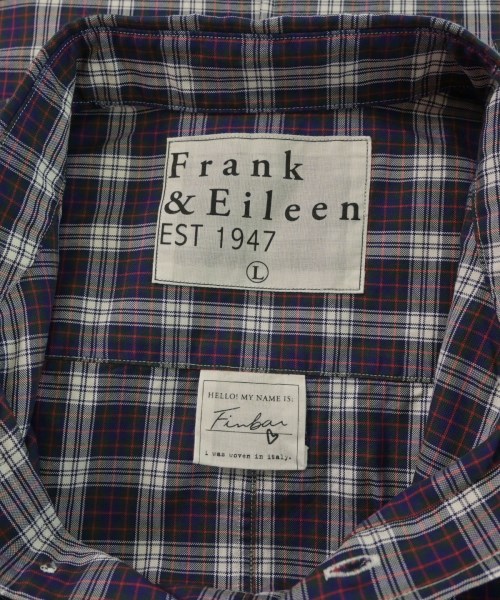 Frank
& Eileen
EST 1947
L
HELLO! MY NAME IS:
Finbar
i was woven in italy.